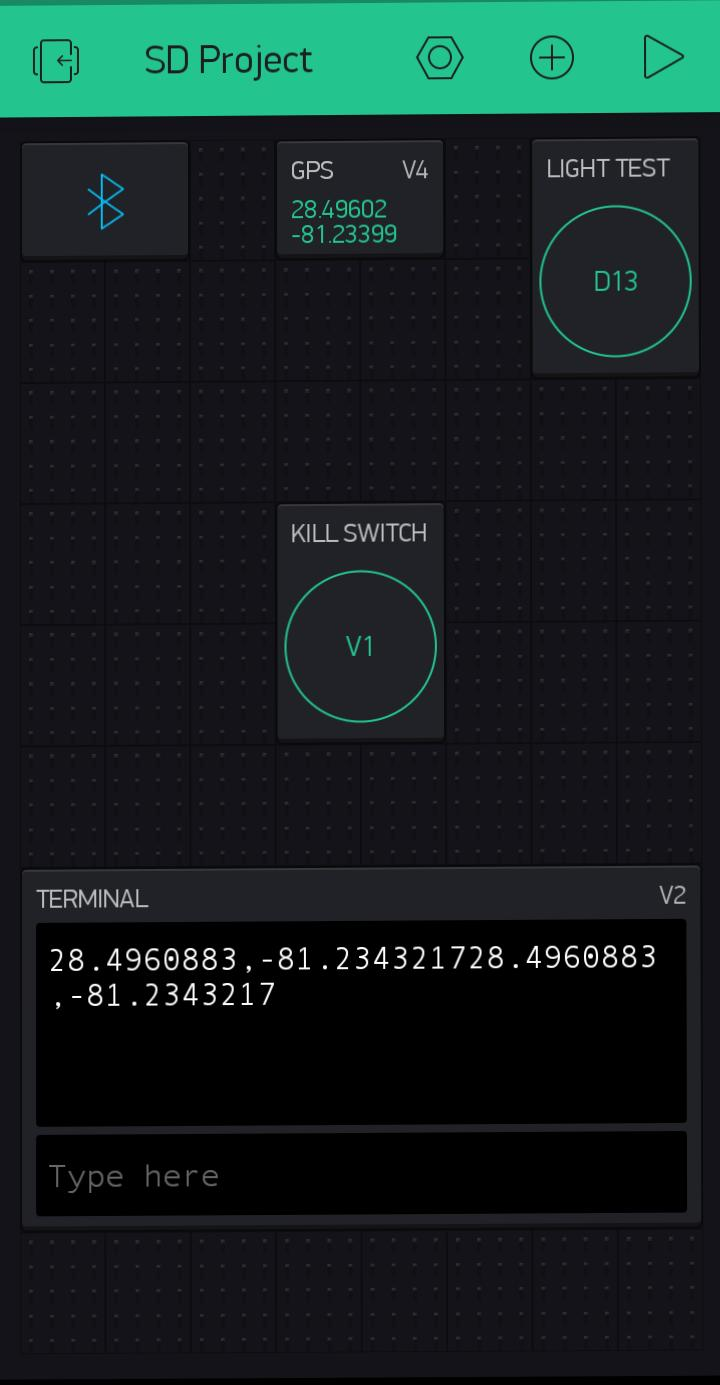 SD Project
GPS V4
28.49602
-81.23399
LIGHT TEST
D13
KILL SWITCH
V1
TERMINAL V2
28.4960883,-81.234321728.4960883
,-81.2343217
Type here